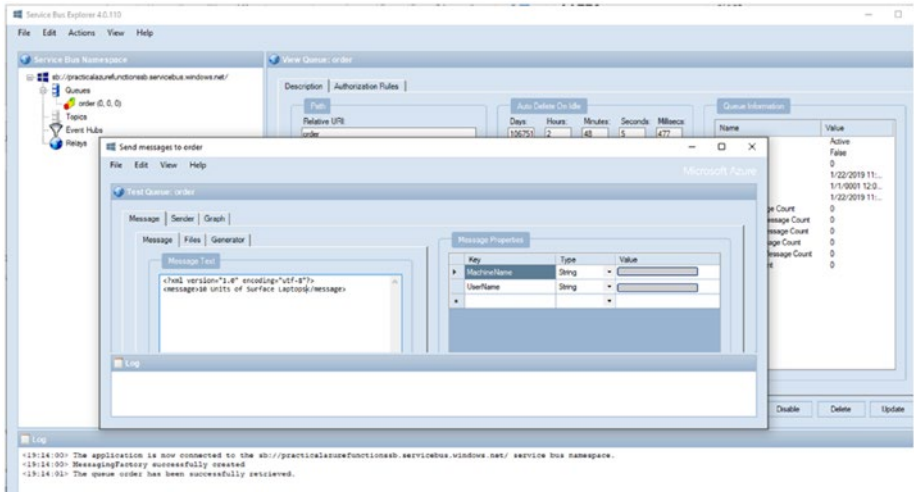 Service Bus Explorer 4.0.110
File Edit Actions View Help
Service Bus Namespace
sb://practicalazurefunctionssb.servicebus.windows.net/
Queues
order (0, 0, 0)
Topics
Event Hubs
Relays
View Queue: order
Description Authorization Rules
Path
Relative URI:
order
Auto Delete On Idle
Days: Hours: Minutes: Seconds: Millisecs:
106751 2 48 5 477
Queue Information
Name Value
Active
False
0
1/22/2019 11:...
1/1/0001 12:0...
1/22/2019 11:...
ge Count 0
essage Count 0
ssage Count 0
age Count 0
Message Count 0
nt 0
Send messages to order
File Edit View Help
Microsoft Azure
Test Queue: order
Message Sender Graph
Message Files Generator
Message Text
<?xml version="1.0" encoding="utf-8"?>
<message>10 Units of Surface Laptops</message>
Message Properties
Key Type Value
MachineName String
UserName String
Log
Disable Delete Update
Log
<19:14:00> The application is now connected to the sb://practicalazurefunctionssb.servicebus.windows.net/ service bus namespace.
<19:14:00> MessagingFactory successfully created
<19:14:01> The queue order has been successfully retrieved.